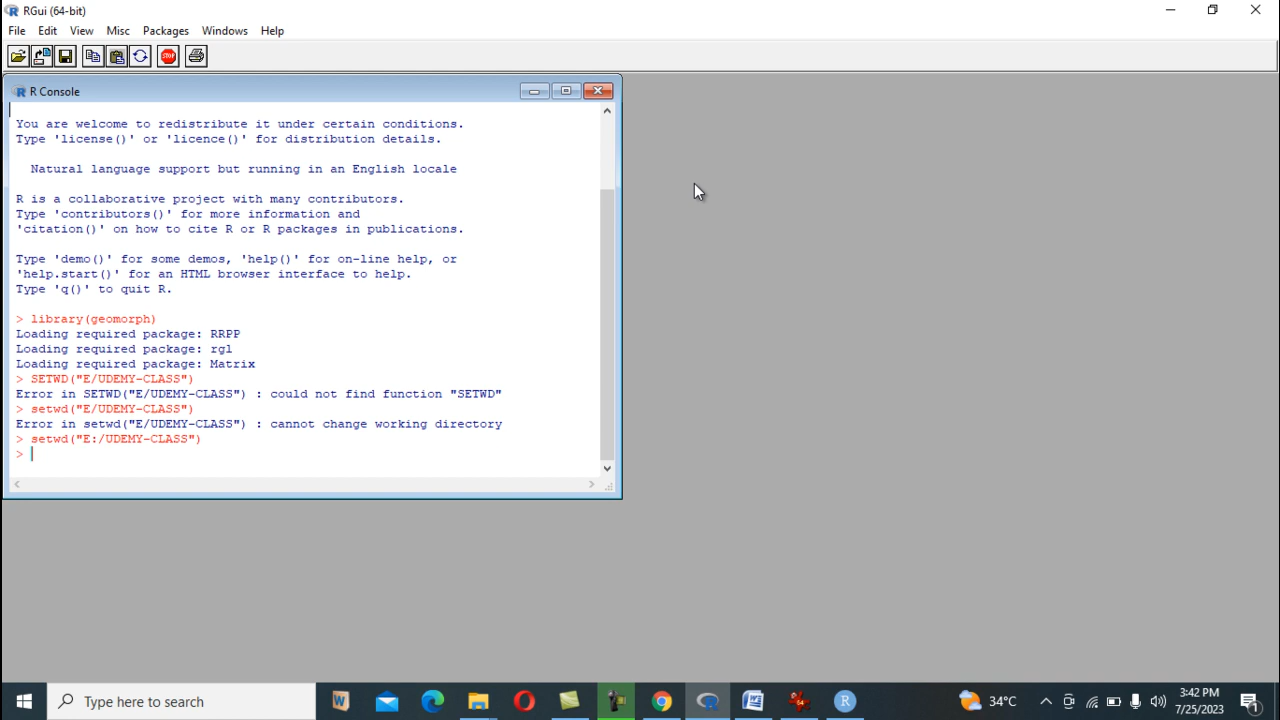 RGui (64-bit)
File Edit View Misc Packages Windows Help
STOP
R Console
You are welcome to redistribute it under certain conditions.
Type 'license()' or 'licence()' for distribution details.
Natural language support but running in an English locale
R is a collaborative project with many contributors.
Type 'contributors()' for more information and
'citation()' on how to cite R or R packages in publications.
Type 'demo()' for some demos, 'help()' for on-line help, or
'help.start()' for an HTML browser interface to help.
Type 'q()' to quit R.
> library(geomorph)
Loading required package: RRPP
Loading required package: rgl
Loading required package: Matrix
> SETWD("E/UDEMY-CLASS")
Error in SETWD("E/UDEMY-CLASS") : could not find function "SETWD"
> setwd("E/UDEMY-CLASS")
Error in setwd("E/UDEMY-CLASS") : cannot change working directory
> setwd("E:/UDEMY-CLASS")
>
Type here to search
34°C
3:42 PM
7/25/2023
1